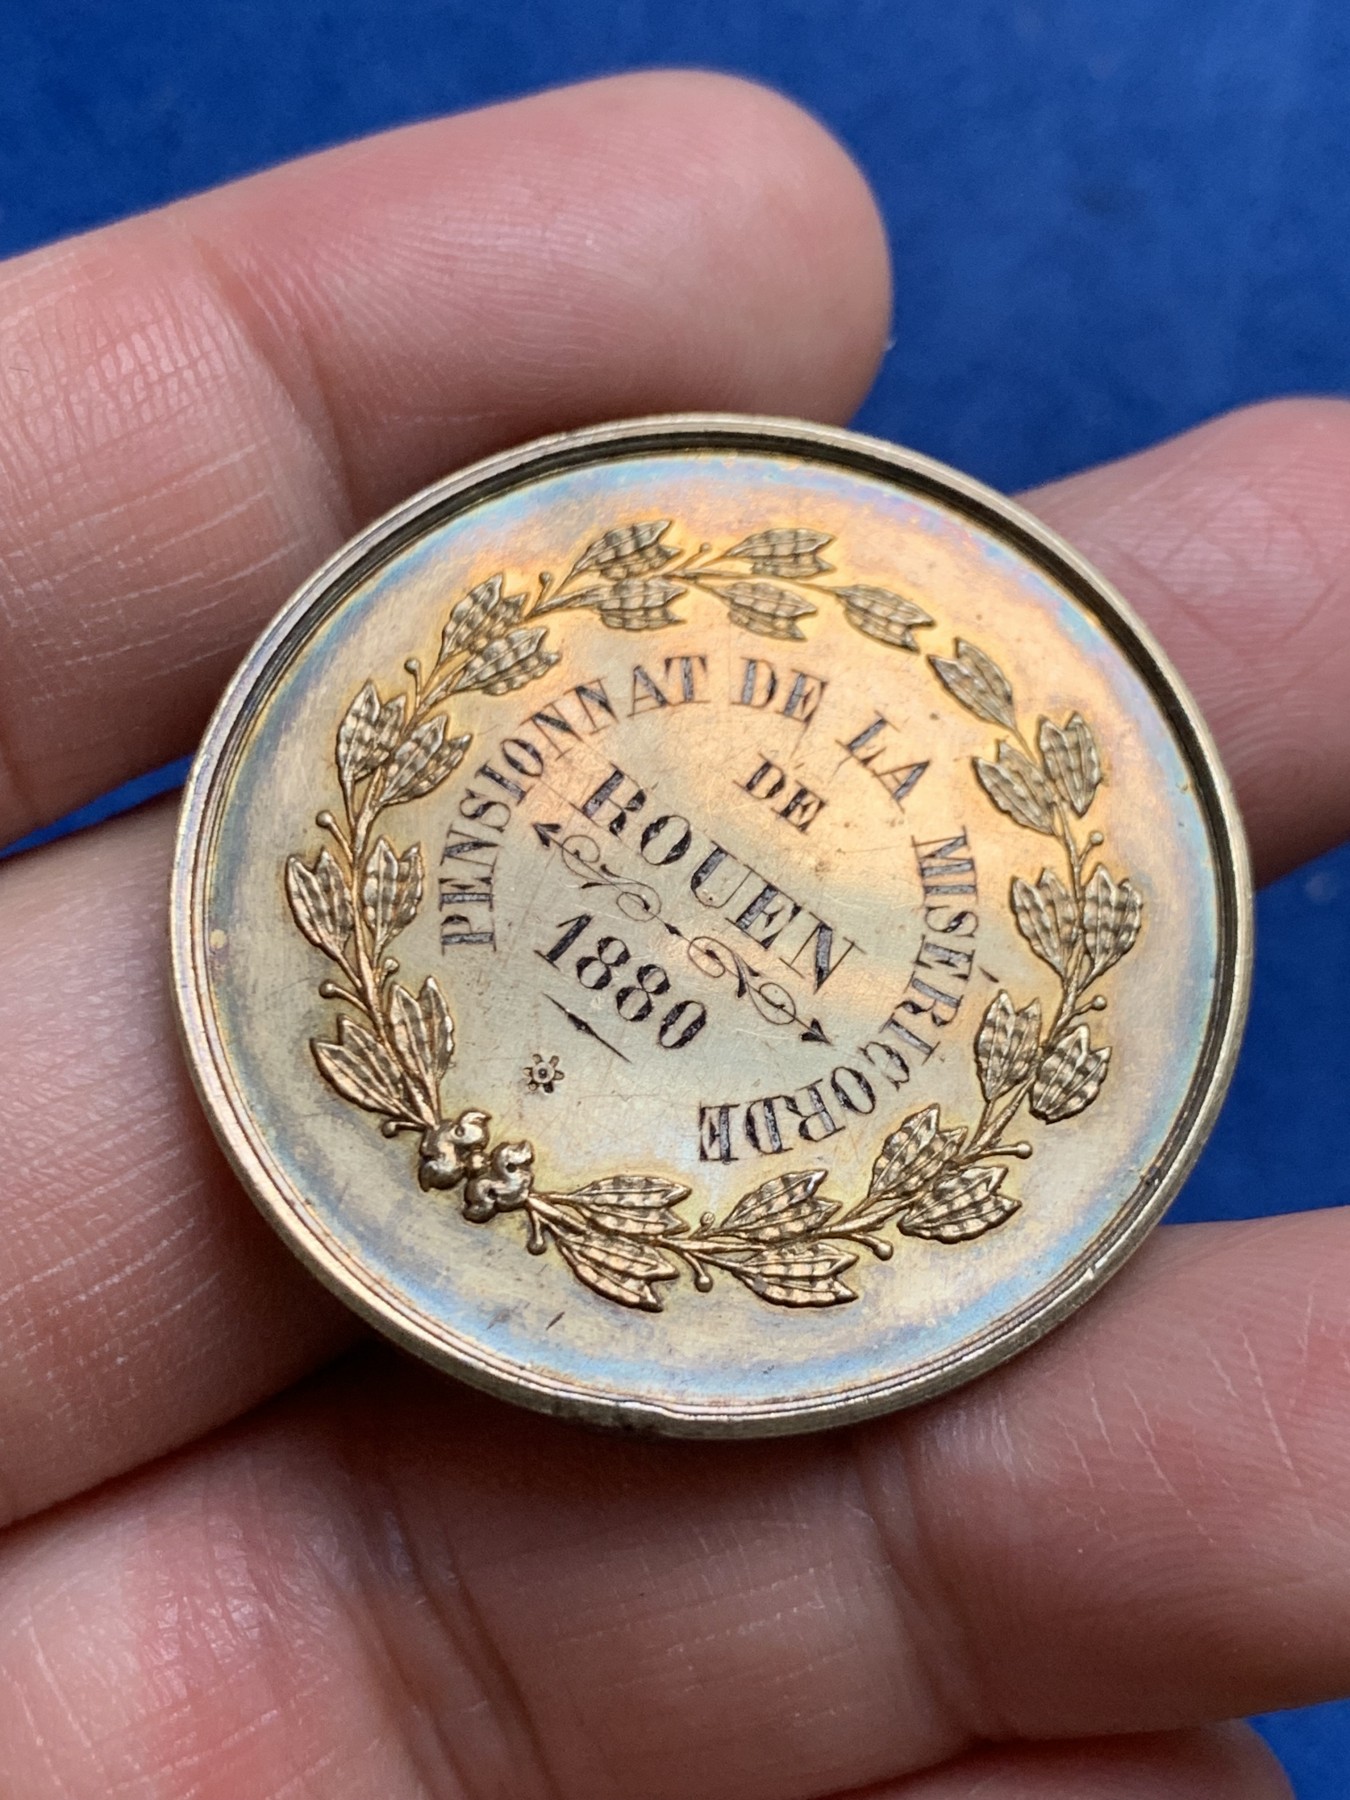 PENSIONNAT DE LA MISÉRICORDE
DE
ROUEN
1880